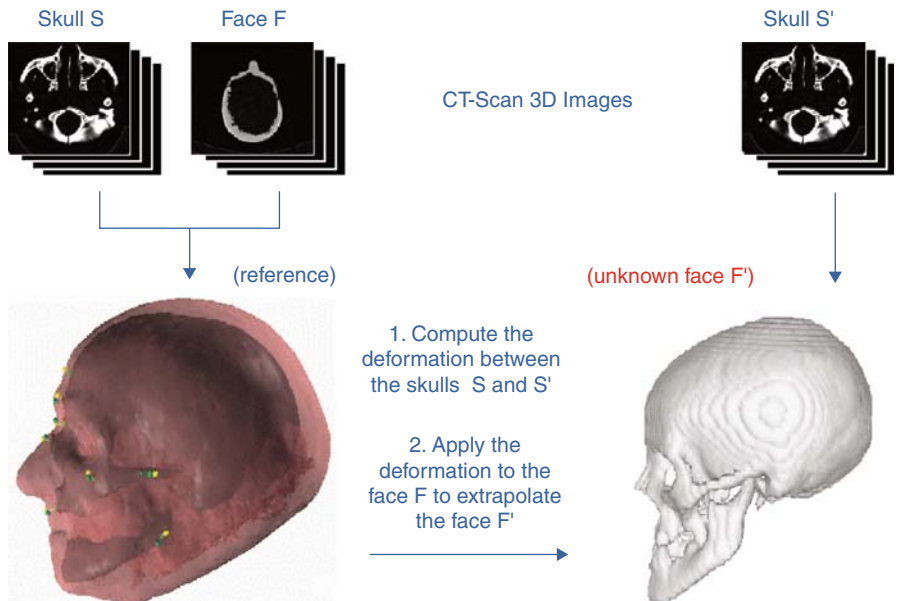 Skull S
Face F
Skull S'
CT-Scan 3D Images
(reference)
(unknown face F')
1. Compute the
deformation between
the skulls S and S'
2. Apply the
deformation to the
face F to extrapolate
the face F'